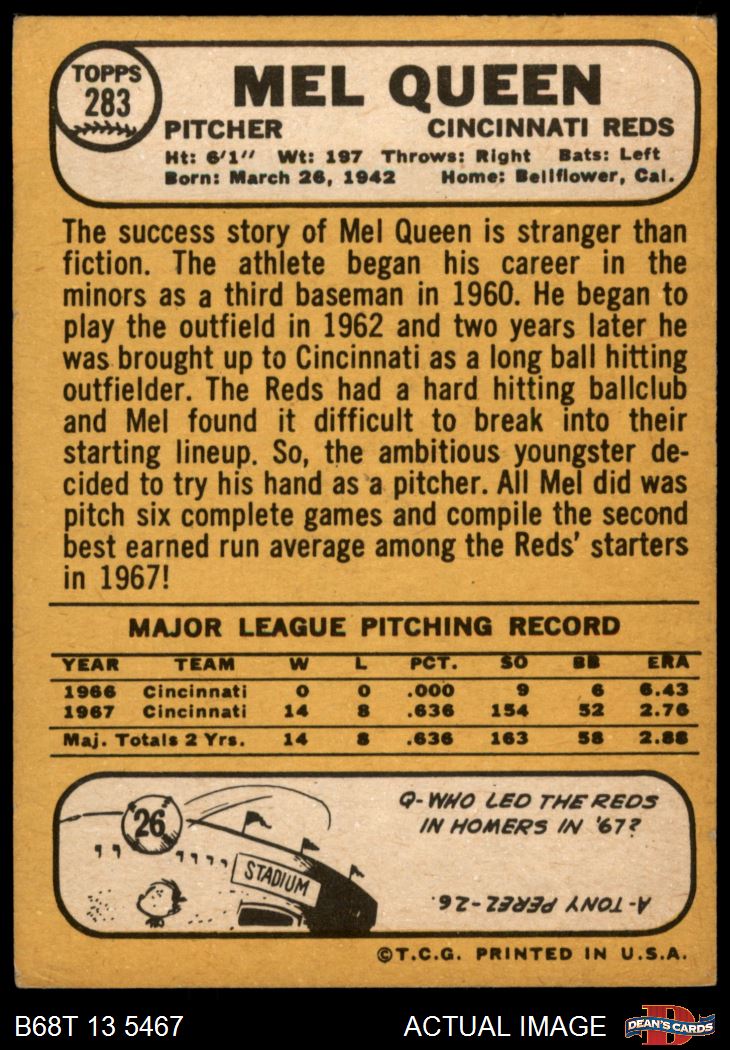 TOPPS
283
MEL QUEEN
PITCHER CINCINNATI REDS
Ht: 6'1" Wt: 197 Throws: Right Bats: Left
Born: March 26, 1942 Home: Bellflower, Cal.
The success story of Mel Queen is stranger than
fiction. The athlete began his career in the
minors as a third baseman in 1960. He began to
play the outfield in 1962 and two years later he
was brought up to Cincinnati as a long ball hitting
outfielder. The Reds had a hard hitting ballclub
and Mel found it difficult to break into their
starting lineup. So, the ambitious youngster de-
cided to try his hand as a pitcher. All Mel did was
pitch six complete games and compile the second
best earned run average among the Reds' starters
in 1967!
MAJOR LEAGUE PITCHING RECORD
YEAR TEAM W L PCT. SO BB ERA
1966 Cincinnati 0 0 .000 9 6 6.43
1967 Cincinnati 14 8 .636 154 52 2.76
Maj. Totals 2 Yrs. 14 8 .636 163 58 2.88
26
STADIUM
Q-WHO LED THE REDS
IN HOMERS IN '67?
A-TONY PEREZ-26.
©T.C.G. PRINTED IN U.S.A.
B68T 13 5467 ACTUAL IMAGE
D
DEAN'S CARDS